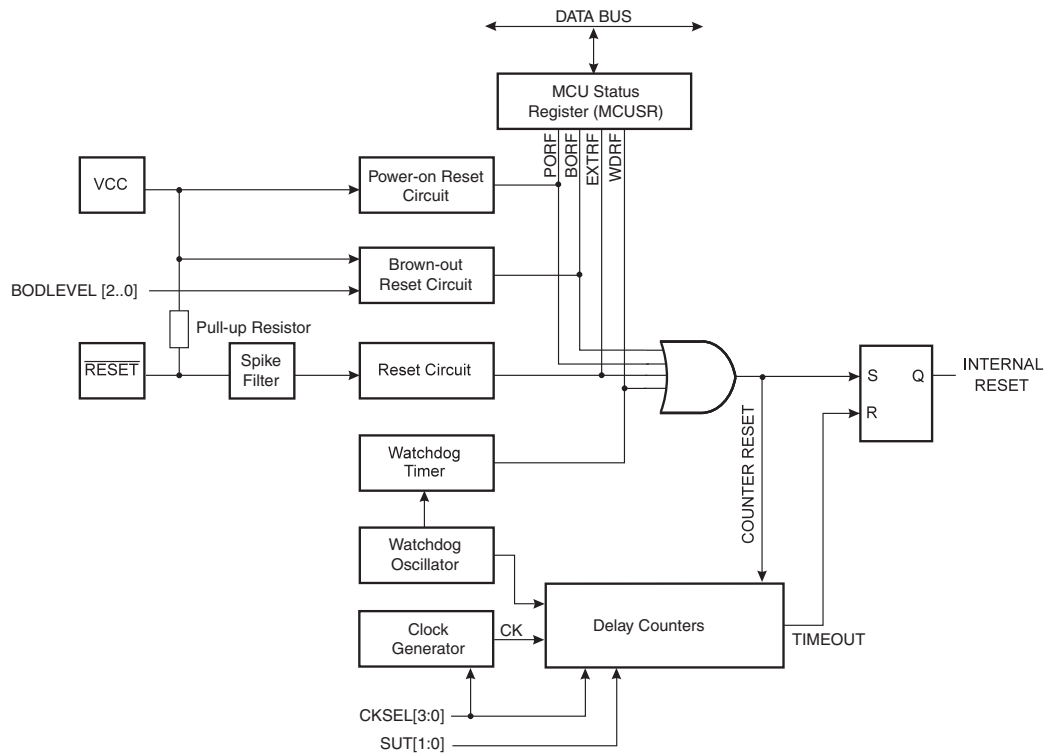 DATA BUS
MCU Status
Register (MCUSR)
PORF
BORF
EXTRF
WDRF
VCC
Power-on Reset
Circuit
Brown-out
Reset Circuit
BODLEVEL [2..0]
Pull-up Resistor
RESET
Spike
Filter
Reset Circuit
S
Q
R
INTERNAL
RESET
Watchdog
Timer
COUNTER RESET
Watchdog
Oscillator
Clock
Generator
CK
Delay Counters
TIMEOUT
CKSEL[3:0]
SUT[1:0]